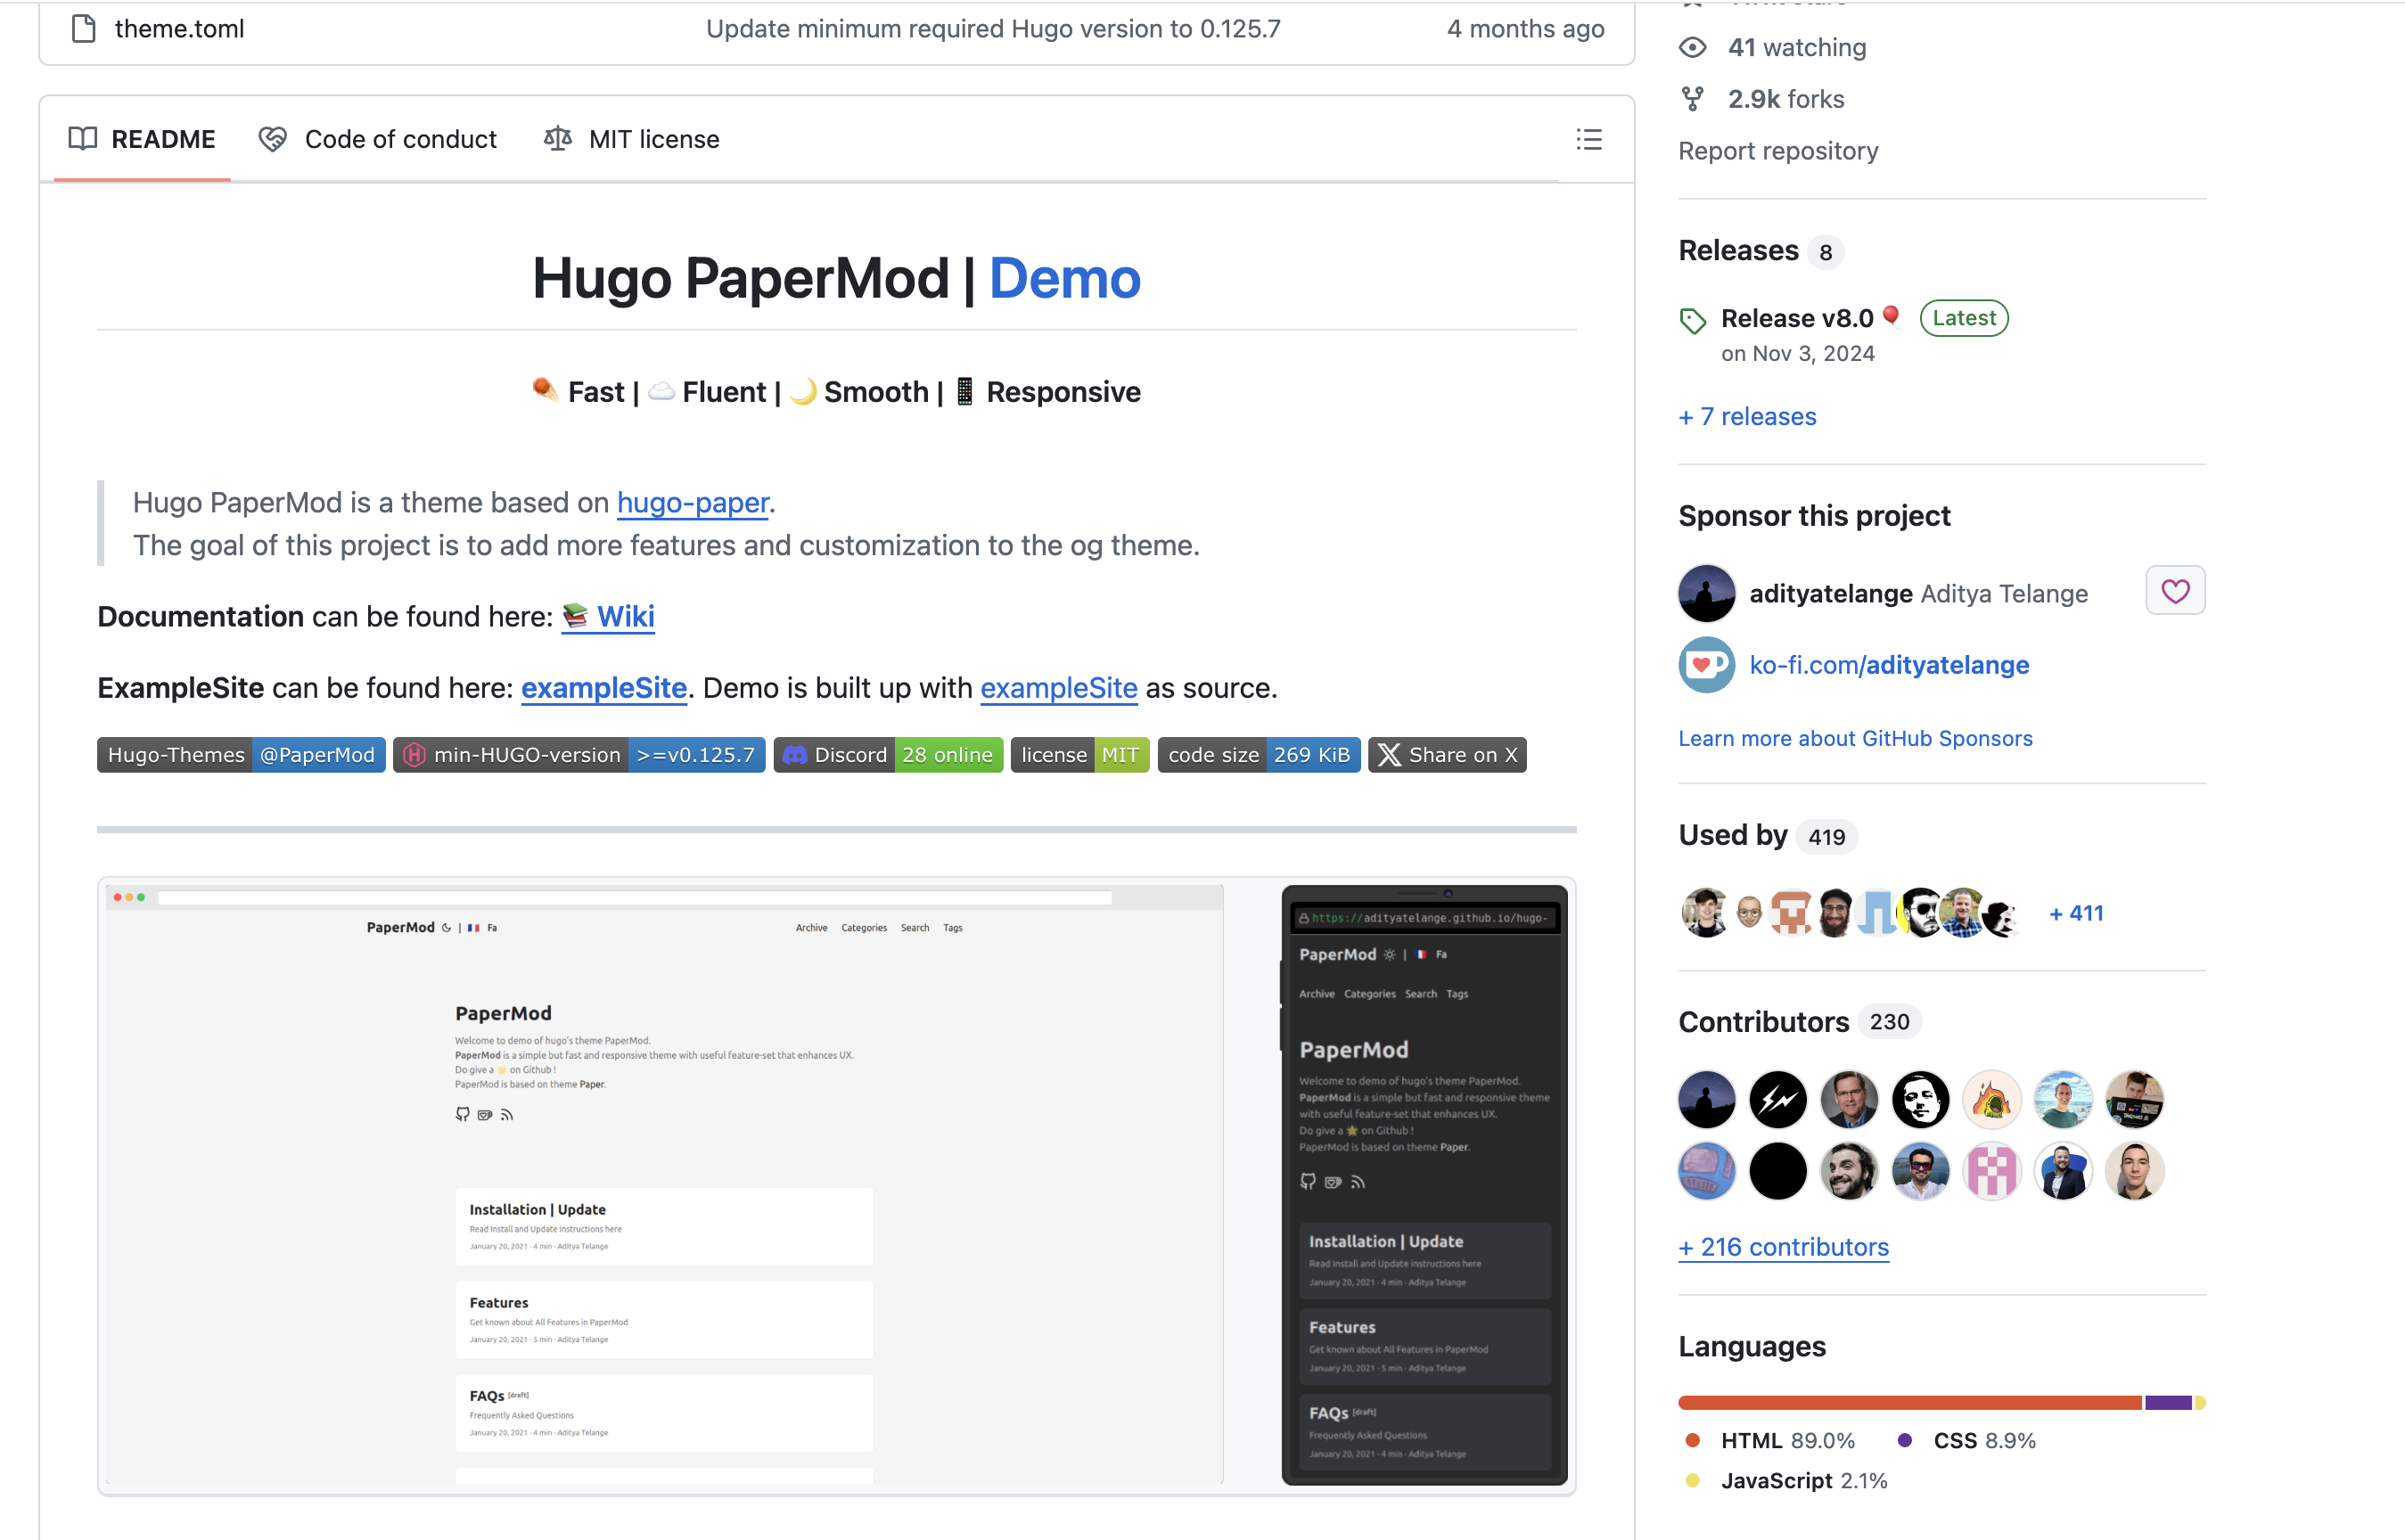 theme.toml Update minimum required Hugo version to 0.125.7 4 months ago
README Code of conduct MIT license
Hugo PaperMod | Demo
Fast | Fluent | Smooth | Responsive
Hugo PaperMod is a theme based on hugo-paper.
The goal of this project is to add more features and customization to the og theme.
Documentation can be found here: 📚 Wiki
ExampleSite can be found here: exampleSite. Demo is built up with exampleSite as source.
Hugo-Themes @PaperMod min-HUGO-version >=v0.125.7 Discord 28 online license MIT code size 269 KiB Share on X
PaperMod | Fa Archive Categories Search Tags
PaperMod
Welcome to demo of hugo's theme PaperMod.
PaperMod is a simple but fast and responsive theme with useful feature-set that enhances UX.
Do give a 🌟 on Github !
PaperMod is based on theme Paper.
Installation | Update
Read Install and Update instructions here
January 20, 2021 · 4 min · Aditya Telange
Features
Get known about All Features in PaperMod
January 20, 2021 · 5 min · Aditya Telange
FAQs [draft]
Frequently Asked Questions
January 20, 2021 · 4 min · Aditya Telange
https://adityatelange.github.io/hugo-
PaperMod | Fa
Archive Categories Search Tags
PaperMod
Welcome to demo of hugo's theme PaperMod.
PaperMod is a simple but fast and responsive theme
with useful feature-set that enhances UX.
Do give a 🌟 on Github !
PaperMod is based on theme Paper.
Installation | Update
Read Install and Update instructions here
January 20, 2021 · 4 min · Aditya Telange
Features
Get known about All Features in PaperMod
January 20, 2021 · 5 min · Aditya Telange
FAQs [draft]
Frequently Asked Questions
January 20, 2021 · 4 min · Aditya Telange
41 watching
2.9k forks
Report repository
Releases 8
Release v8.0 🎈 Latest
on Nov 3, 2024
+ 7 releases
Sponsor this project
adityatelange Aditya Telange
ko-fi.com/adityatelange
Learn more about GitHub Sponsors
Used by 419
+ 411
Contributors 230
+ 216 contributors
Languages
HTML 89.0% CSS 8.9%
JavaScript 2.1%